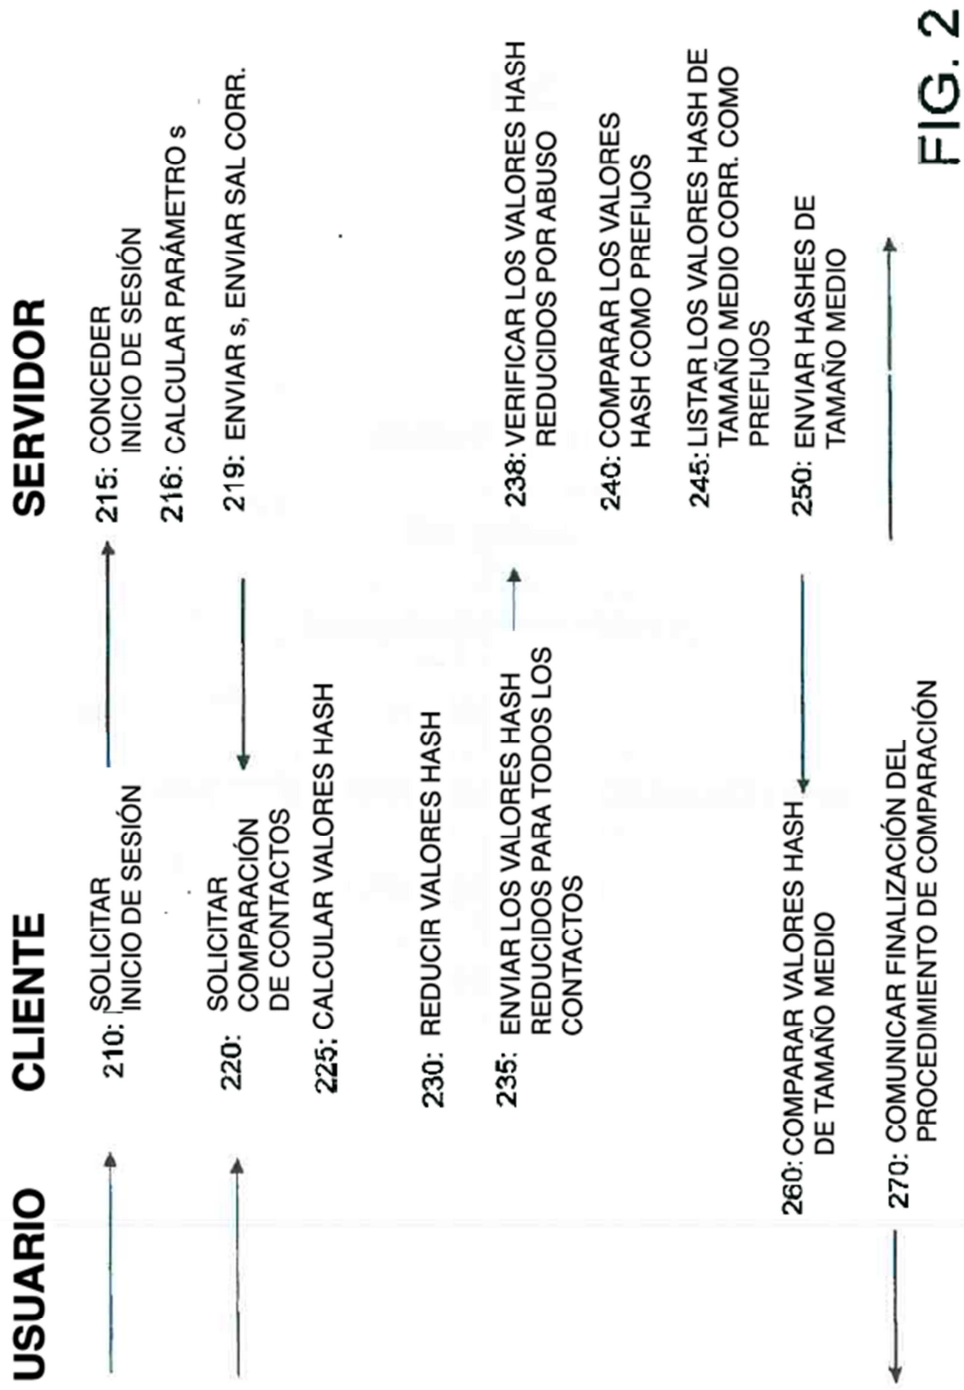 USUARIO CLIENTE SERVIDOR
210: SOLICITAR
INICIO DE SESIÓN
215: CONCEDER
INICIO DE SESIÓN
216: CALCULAR PARÁMETRO s
220: SOLICITAR
COMPARACIÓN
DE CONTACTOS
219: ENVIAR s, ENVIAR SAL CORR.
225: CALCULAR VALORES HASH
230: REDUCIR VALORES HASH
235: ENVIAR LOS VALORES HASH
REDUCIDOS PARA TODOS LOS
CONTACTOS
238: VERIFICAR LOS VALORES HASH
REDUCIDOS POR ABUSO
240: COMPARAR LOS VALORES
HASH COMO PREFIJOS
245: LISTAR LOS VALORES HASH DE
TAMAÑO MEDIO CORR. COMO
PREFIJOS
250: ENVIAR HASHES DE
TAMAÑO MEDIO
260: COMPARAR VALORES HASH
DE TAMAÑO MEDIO
270: COMUNICAR FINALIZACIÓN DEL
PROCEDIMIENTO DE COMPARACIÓN
FIG. 2